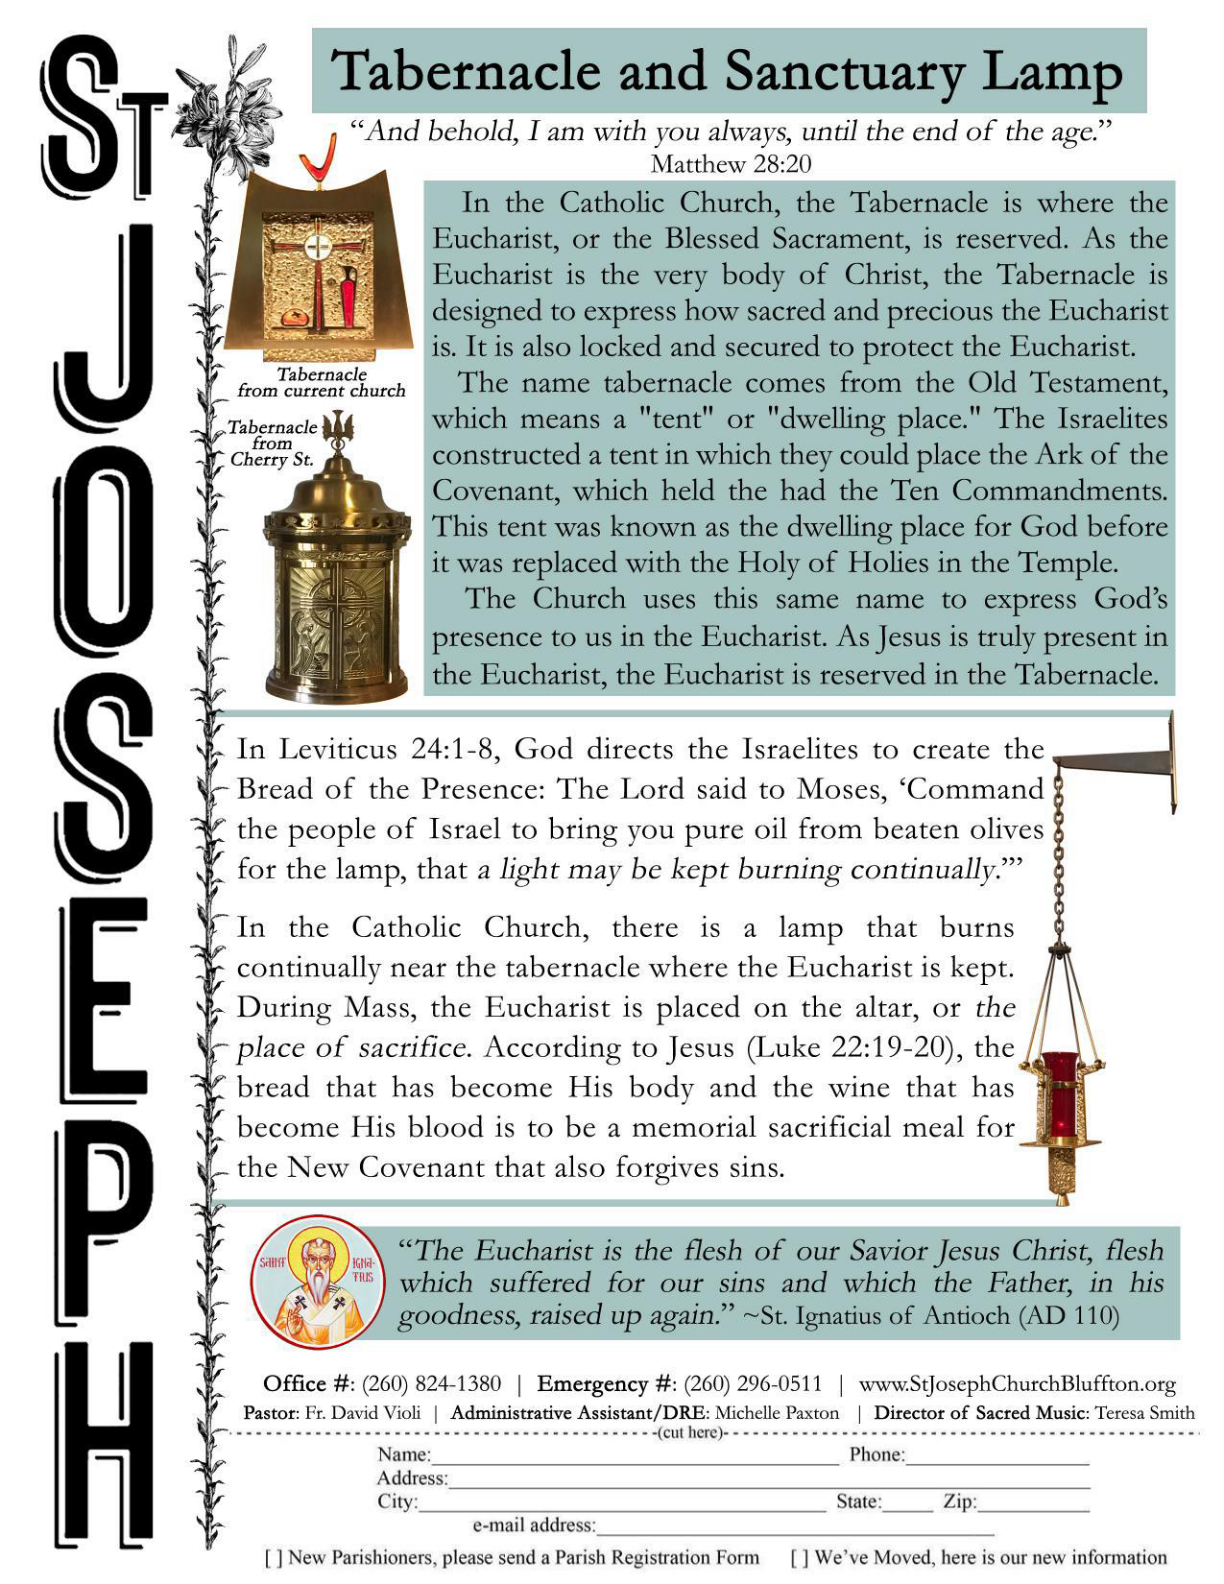 ST JOSEPH
Tabernacle and Sanctuary Lamp
“And behold, I am with you always, until the end of the age.”
Matthew 28:20
In the Catholic Church, the Tabernacle is where the
Eucharist, or the Blessed Sacrament, is reserved. As the
Eucharist is the very body of Christ, the Tabernacle is
designed to express how sacred and precious the Eucharist
is. It is also locked and secured to protect the Eucharist.
The name tabernacle comes from the Old Testament,
which means a "tent" or "dwelling place." The Israelites
constructed a tent in which they could place the Ark of the
Covenant, which held the had the Ten Commandments.
This tent was known as the dwelling place for God before
it was replaced with the Holy of Holies in the Temple.
The Church uses this same name to express God’s
presence to us in the Eucharist. As Jesus is truly present in
the Eucharist, the Eucharist is reserved in the Tabernacle.
Tabernacle
from current church
Tabernacle
from
Cherry St.
In Leviticus 24:1-8, God directs the Israelites to create the
Bread of the Presence: The Lord said to Moses, ‘Command
the people of Israel to bring you pure oil from beaten olives
for the lamp, that a light may be kept burning continually.”’
In the Catholic Church, there is a lamp that burns
continually near the tabernacle where the Eucharist is kept.
During Mass, the Eucharist is placed on the altar, or the
place of sacrifice. According to Jesus (Luke 22:19-20), the
bread that has become His body and the wine that has
become His blood is to be a memorial sacrificial meal for
the New Covenant that also forgives sins.
SAINT IGNA-
TIUS
“The Eucharist is the flesh of our Savior Jesus Christ, flesh
which suffered for our sins and which the Father, in his
goodness, raised up again.” ~St. Ignatius of Antioch (AD 110)
Office #: (260) 824-1380 | Emergency #: (260) 296-0511 | www.StJosephChurchBluffton.org
Pastor: Fr. David Violi | Administrative Assistant/DRE: Michelle Paxton | Director of Sacred Music: Teresa Smith
(cut here)
Name: Phone:
Address:
City: State: Zip:
e-mail address:
[ ] New Parishioners, please send a Parish Registration Form [ ] We’ve Moved, here is our new information